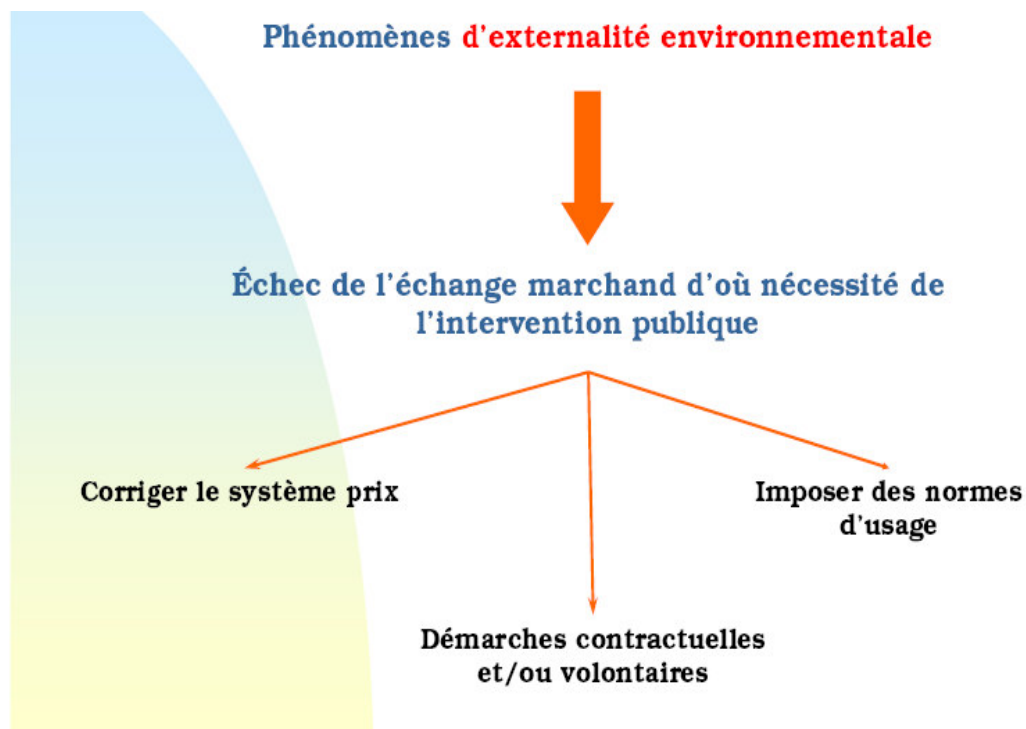 Phénomènes d'externalité environnementale
Échec de l'échange marchand d'où nécessité de
l'intervention publique
Corriger le système prix
Imposer des normes
d'usage
Démarches contractuelles
et/ou volontaires